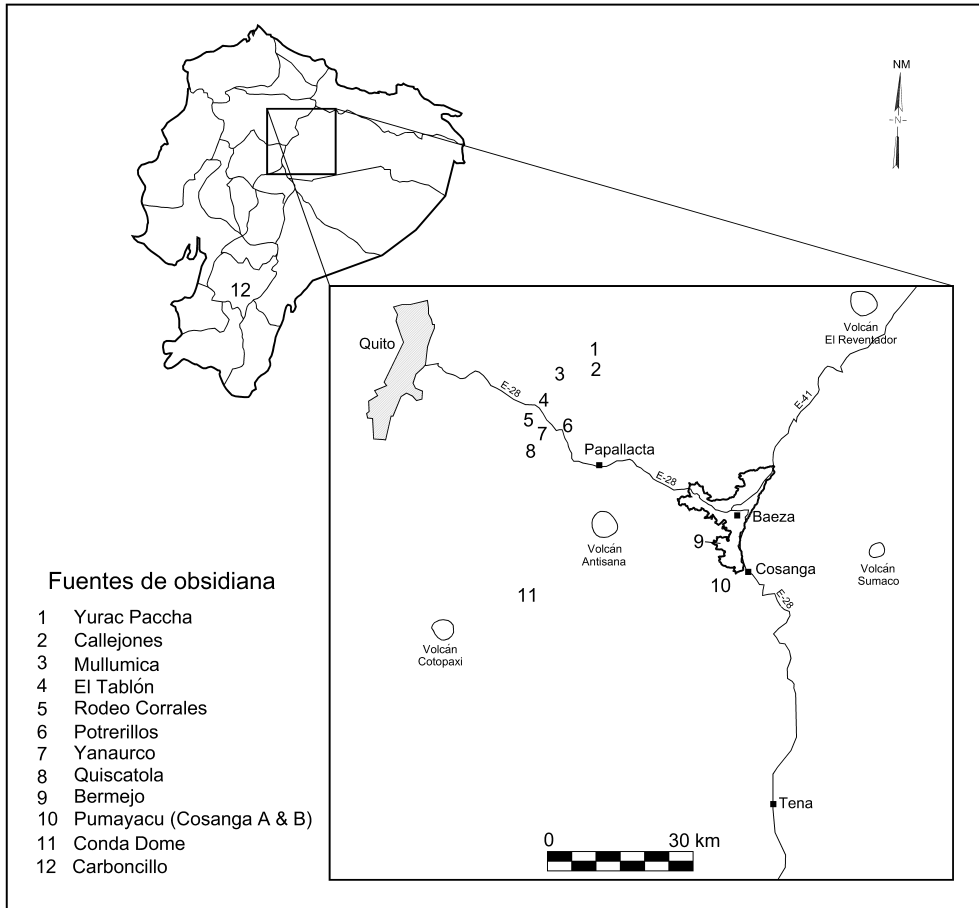 NM
N
12
Quito
1
2
3
4
5
6
7
8
E-28
Papallacta
E-28
Volcán
El Reventador
E-41
Baeza
9
Cosanga
10
E-28
Volcán
Antisana
Volcán
Sumaco
11
Volcán
Cotopaxi
Tena
0 30 km
Fuentes de obsidiana
1 Yurac Paccha
2 Callejones
3 Mullumica
4 El Tablón
5 Rodeo Corrales
6 Potrerillos
7 Yanaurco
8 Quiscatola
9 Bermejo
10 Pumayacu (Cosanga A & B)
11 Conda Dome
12 Carboncillo